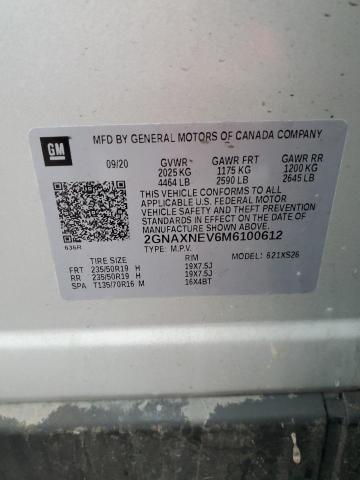 GM
MFD BY GENERAL MOTORS OF CANADA COMPANY
09/20 GVWR GAWR FRT GAWR RR
2025 KG 1175 KG 1200 KG
4464 LB 2590 LB 2645 LB
THIS VEHICLE CONFORMS TO ALL
APPLICABLE U.S. FEDERAL MOTOR
VEHICLE SAFETY, BUMPER, AND THEFT PREVENTION
STANDARDS IN EFFECT ON THE DATE OF
MANUFACTURE SHOWN ABOVE.
636R
2GNAXNEV6M6100612
TYPE: M.P.V. MODEL: 621XS26
TIRE SIZE RIM
FRT 235/50R19 H 19X7.5J
RR 235/50R19 H 19X7.5J
SPA T135/70R16 M 16X4BT